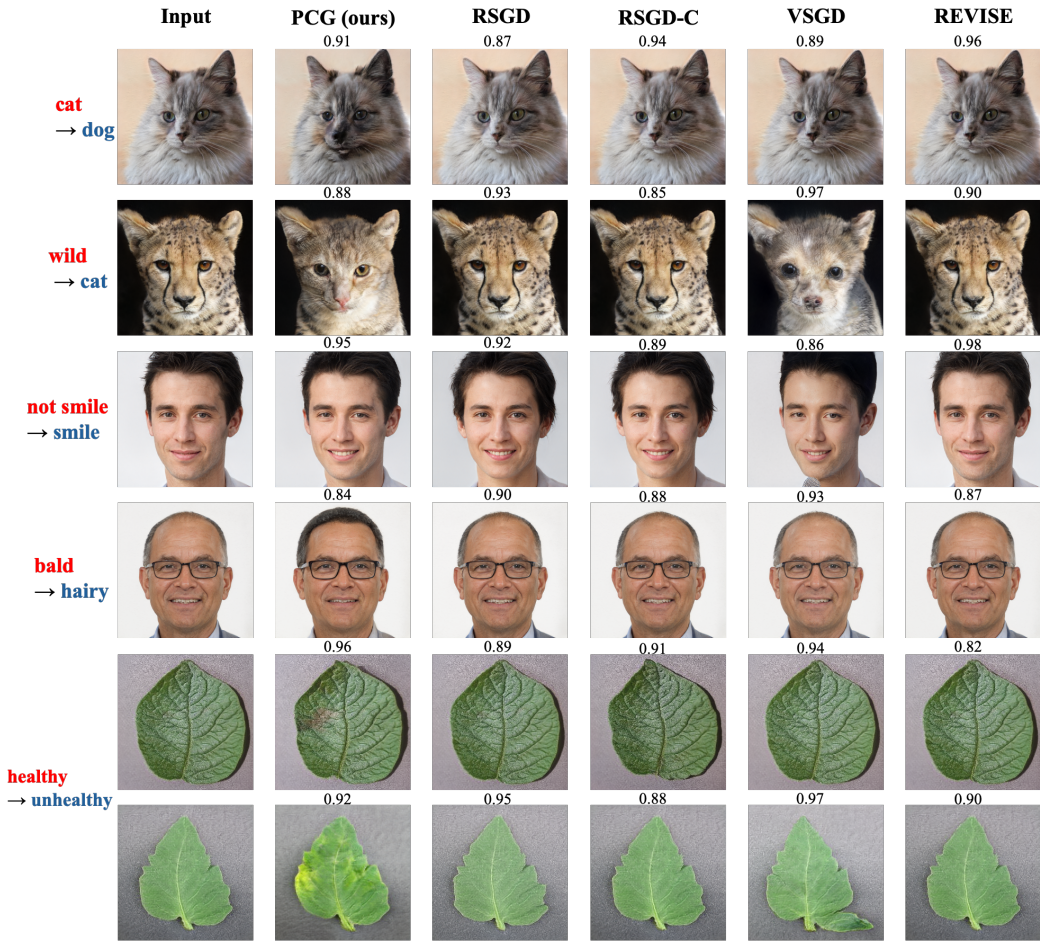 Input PCG (ours) RSGD RSGD-C VSGD REVISE
0.91 0.87 0.94 0.89 0.96
cat
→ dog
0.88 0.93 0.85 0.97 0.90
wild
→ cat
0.95 0.92 0.89 0.86 0.98
not smile
→ smile
0.84 0.90 0.88 0.93 0.87
bald
→ hairy
0.96 0.89 0.91 0.94 0.82
healthy
→ unhealthy
0.92 0.95 0.88 0.97 0.90